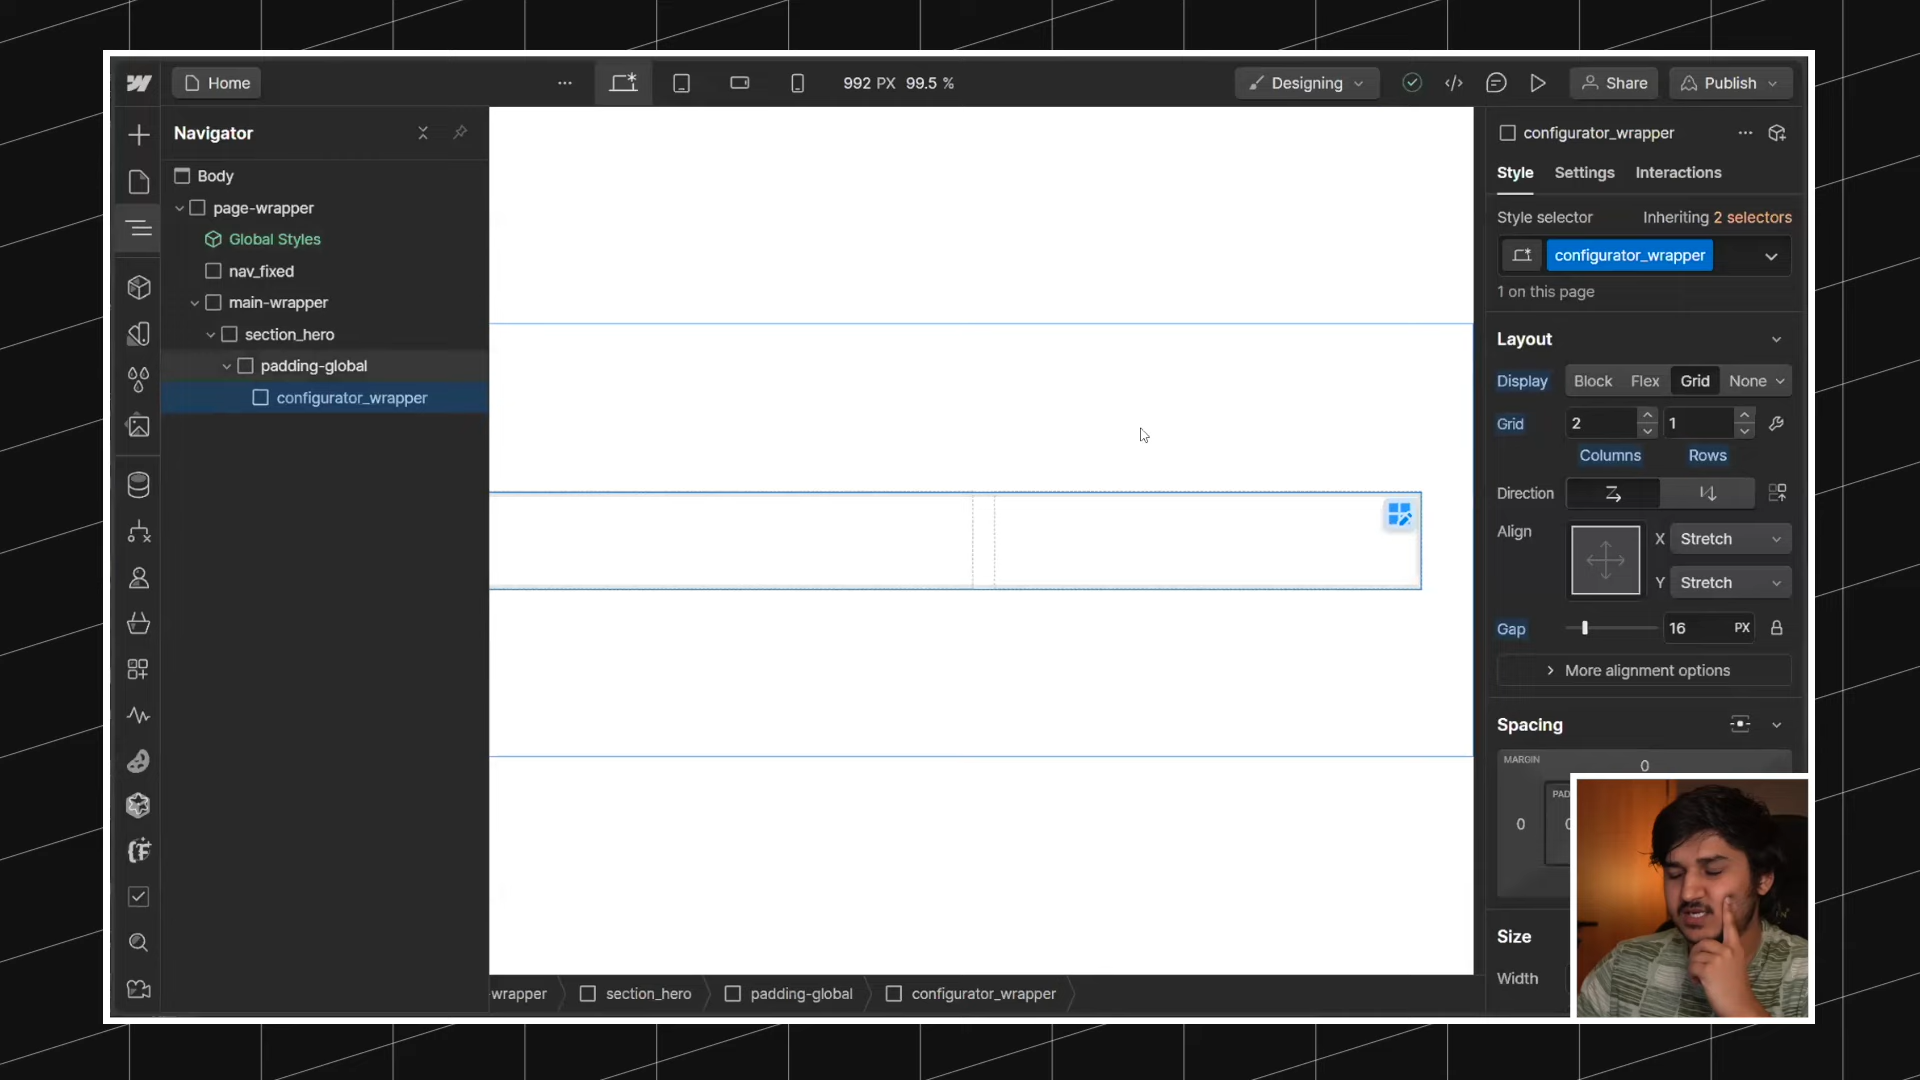 Home
992 PX 99.5 %
Designing
Share
Publish
Navigator
Body
page-wrapper
Global Styles
nav_fixed
main-wrapper
section_hero
padding-global
configurator_wrapper
configurator_wrapper
Style Settings Interactions
Style selector Inheriting 2 selectors
configurator_wrapper
1 on this page
Layout
Display Block Flex Grid None
Grid 2 1
Columns Rows
Direction
Align X Stretch
Y Stretch
Gap 16 PX
More alignment options
Spacing
MARGIN 0
PAD
0
Size
Width
-wrapper section_hero padding-global configurator_wrapper